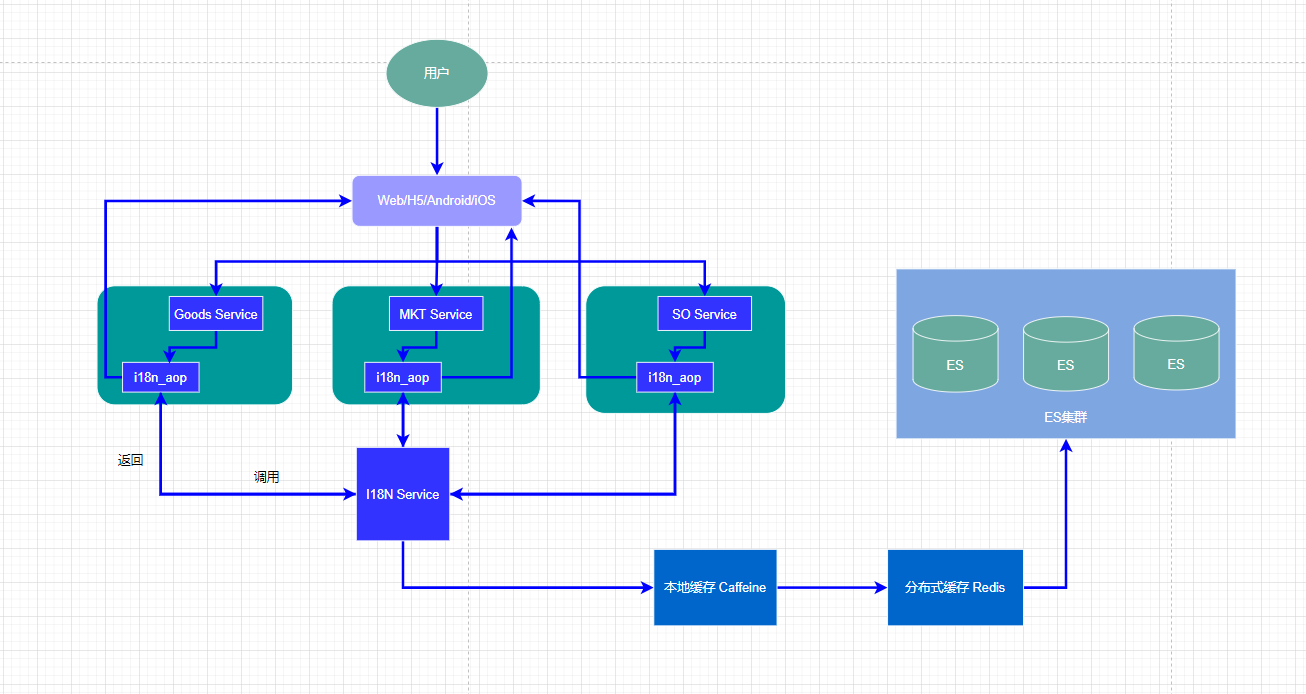 用户
Web/H5/Android/iOS
Goods Service
MKT Service
SO Service
i18n_aop
i18n_aop
i18n_aop
ES
ES
ES
ES集群
返回
调用
I18N Service
本地缓存 Caffeine
分布式缓存 Redis